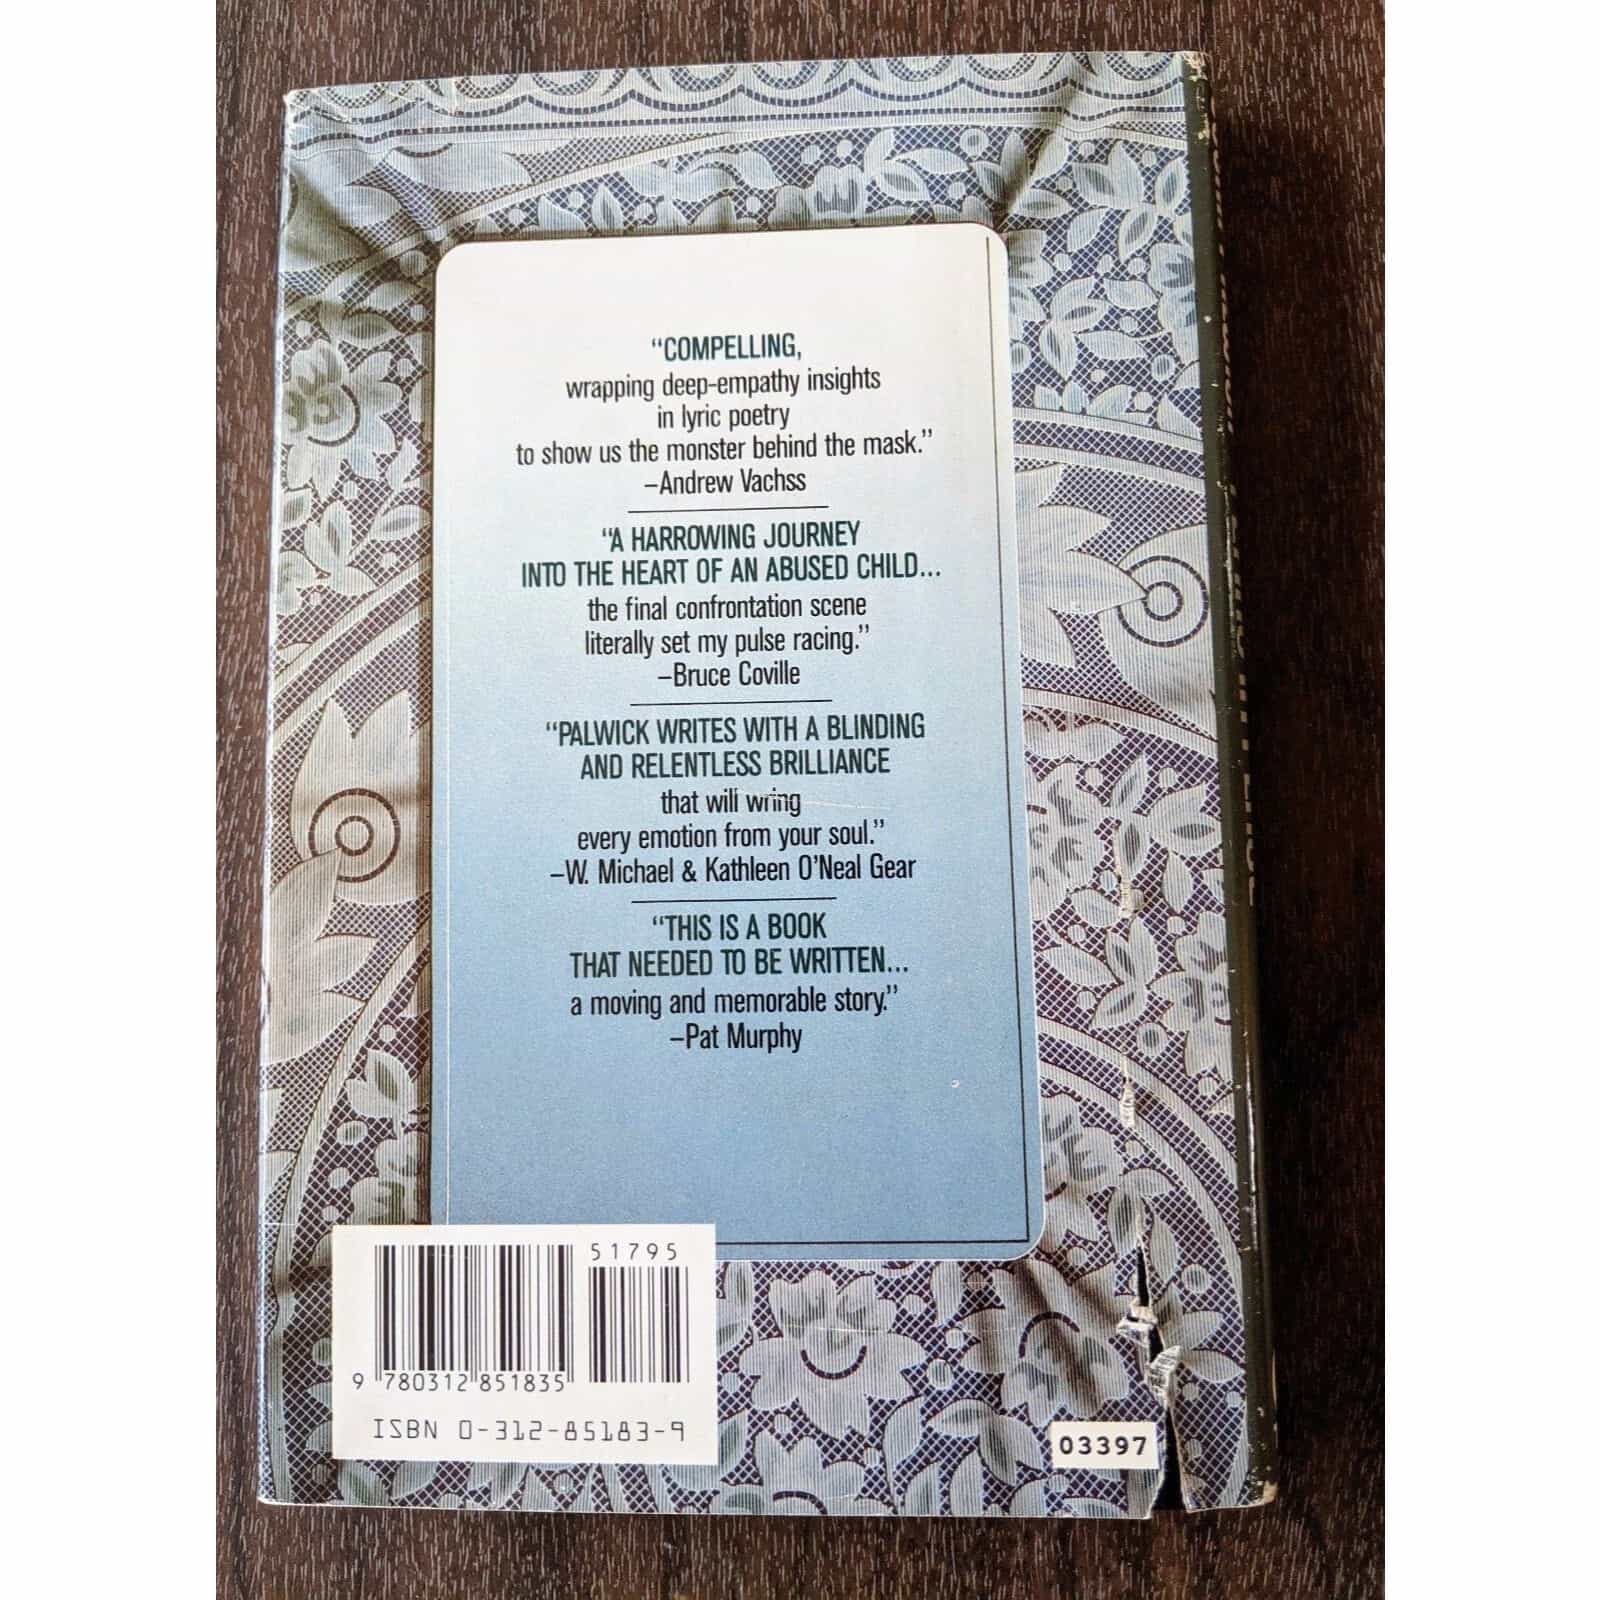 “COMPELLING,
wrapping deep-empathy insights
in lyric poetry
to show us the monster behind the mask.”
–Andrew Vachss
“A HARROWING JOURNEY
INTO THE HEART OF AN ABUSED CHILD...
the final confrontation scene
literally set my pulse racing.”
–Bruce Coville
“PALWICK WRITES WITH A BLINDING
AND RELENTLESS BRILLIANCE
that will wring
every emotion from your soul.”
–W. Michael & Kathleen O’Neal Gear
“THIS IS A BOOK
THAT NEEDED TO BE WRITTEN...
a moving and memorable story.”
–Pat Murphy
51795
9 780312 851835
ISBN 0-312-85183-9
03397